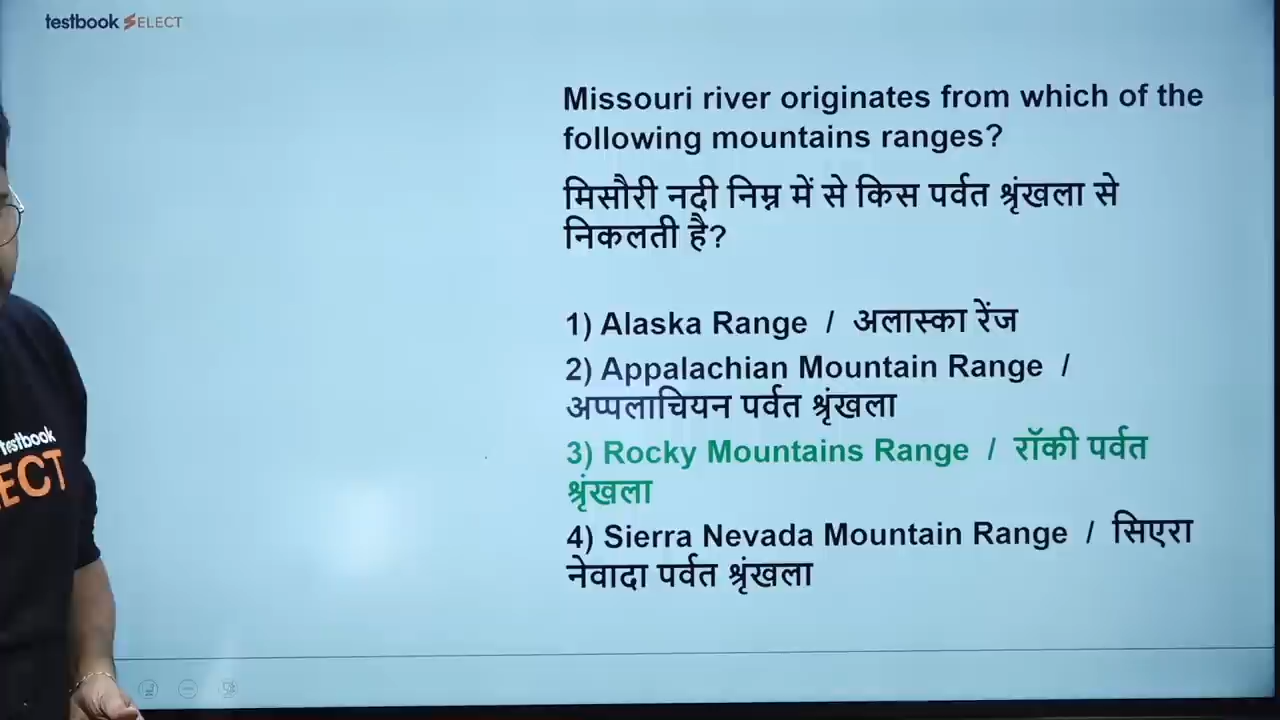 testbook SELECT
Missouri river originates from which of the
following mountains ranges?
मिसौरी नदी निम्न में से किस पर्वत श्रृंखला से
निकलती है?
1) Alaska Range / अलास्का रेंज
2) Appalachian Mountain Range /
अप्पलाचियन पर्वत श्रृंखला
3) Rocky Mountains Range / रॉकी पर्वत
श्रृंखला
4) Sierra Nevada Mountain Range / सिएरा
नेवादा पर्वत श्रृंखला
testbook
ECT